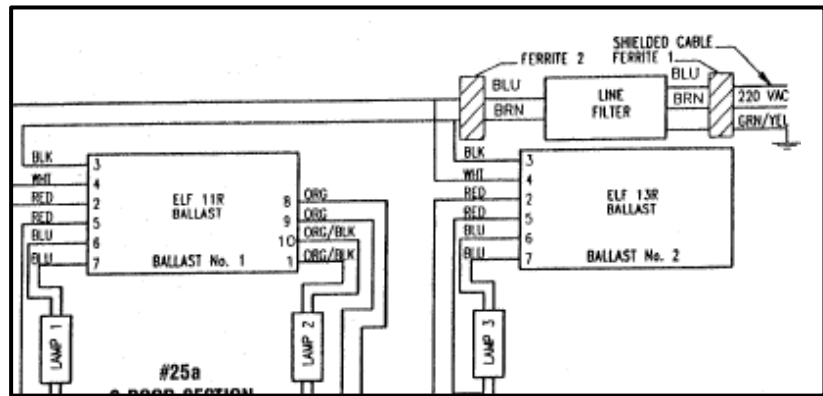 SHIELDED CABLE
FERRITE 2
FERRITE 1
BLU
BLU
LINE
FILTER
BRN
BRN
220 VAC
GRN/YEL
BLK
3
WHT
4
RED
2
RED
5
BLU
6
BLU
7
ELF 11R
BALLAST
BALLAST No. 1
8
ORG
9
ORG
10
ORG/BLK
1
ORG/BLK
BLK
3
WHT
4
RED
2
RED
5
BLU
6
BLU
7
ELF 13R
BALLAST
BALLAST No. 2
LAMP 1
LAMP 2
LAMP 3
#25a